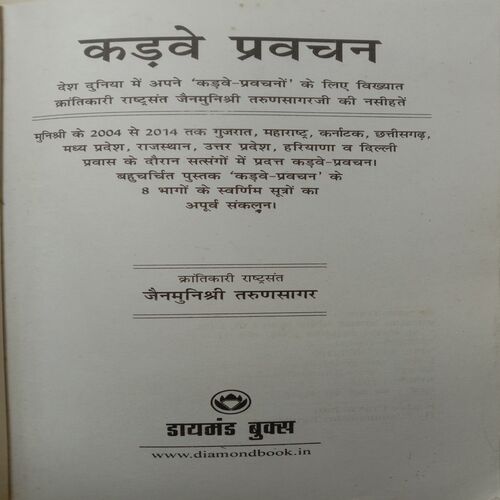 कड़वे प्रवचन
देश दुनिया में अपने ‘कड़वे-प्रवचनों’ के लिए विख्यात
क्रांतिकारी राष्ट्रसंत जैनमुनिश्री तरुणसागरजी की नसीहतें
मुनिश्री के 2004 से 2014 तक गुजरात, महाराष्ट्र, कर्नाटक, छत्तीसगढ़,
मध्य प्रदेश, राजस्थान, उत्तर प्रदेश, हरियाणा व दिल्ली
प्रवास के दौरान सत्संगों में प्रदत्त कड़वे-प्रवचन।
बहुचर्चित पुस्तक ‘कड़वे-प्रवचन’ के
8 भागों के स्वर्णिम सूत्रों का
अपूर्व संकलन।
क्रांतिकारी राष्ट्रसंत
जैनमुनिश्री तरुणसागर
डायमंड बुक्स
www.diamondbook.in